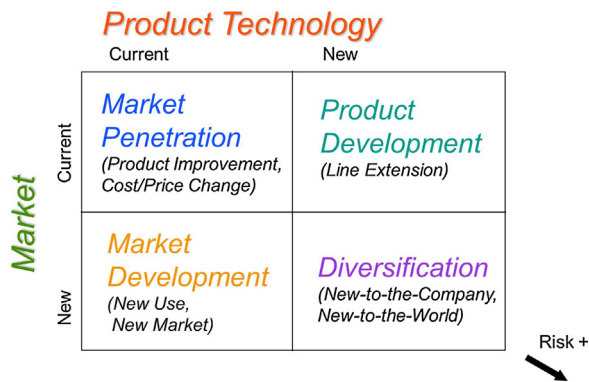 Product Technology
Current
New
Market
Current
New
Market
Penetration
(Product Improvement,
Cost/Price Change)
Product
Development
(Line Extension)
Market
Development
(New Use,
New Market)
Diversification
(New-to-the-Company,
New-to-the-World)
Risk +